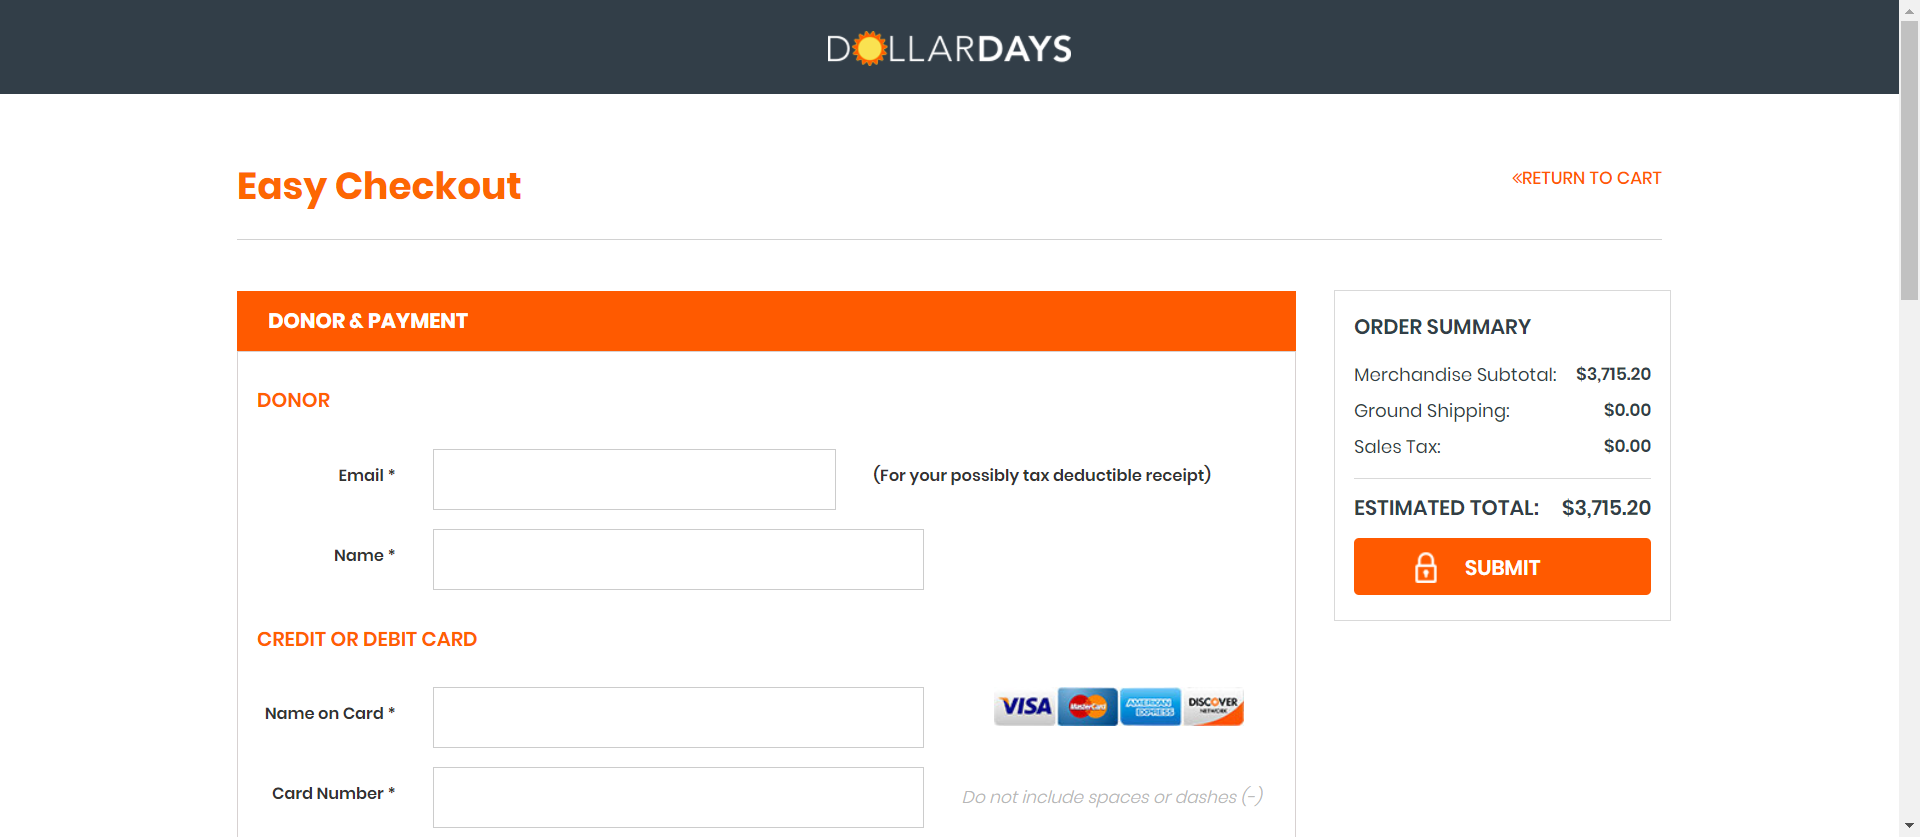 DOLLARDAYS
Easy Checkout
«RETURN TO CART
DONOR & PAYMENT
DONOR
Email *
(For your possibly tax deductible receipt)
Name *
CREDIT OR DEBIT CARD
Name on Card *
VISA MasterCard AMERICAN EXPRESS DISCOVER NETWORK
Card Number *
Do not include spaces or dashes (-)
ORDER SUMMARY
Merchandise Subtotal: $3,715.20
Ground Shipping: $0.00
Sales Tax: $0.00
ESTIMATED TOTAL: $3,715.20
SUBMIT